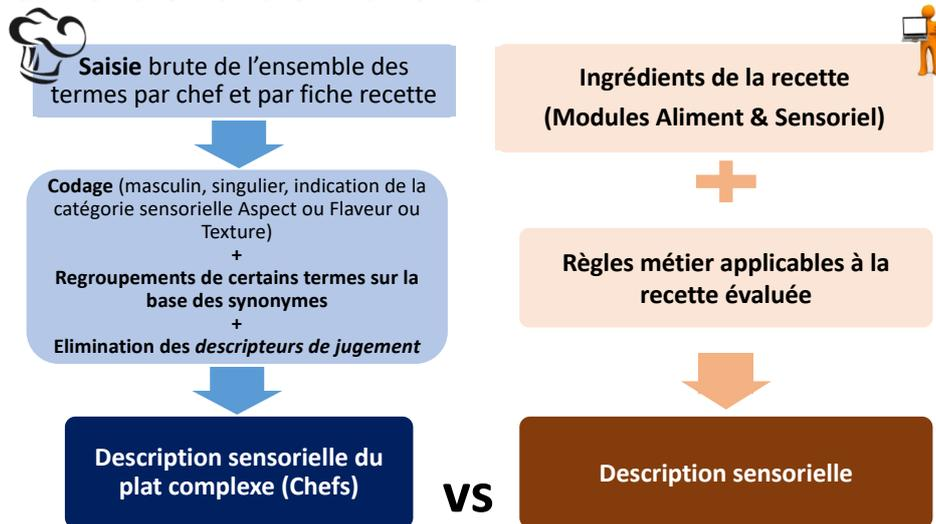 Saisie brute de l'ensemble des
termes par chef et par fiche recette
Codage (masculin, singulier, indication de la
catégorie sensorielle Aspect ou Flaveur ou
Texture)
+
Regroupements de certains termes sur la
base des synonymes
+
Elimination des descripteurs de jugement
Description sensorielle du
plat complexe (Chefs)
vs
Ingrédients de la recette
(Modules Aliment & Sensoriel)
Règles métier applicables à la
recette évaluée
Description sensorielle